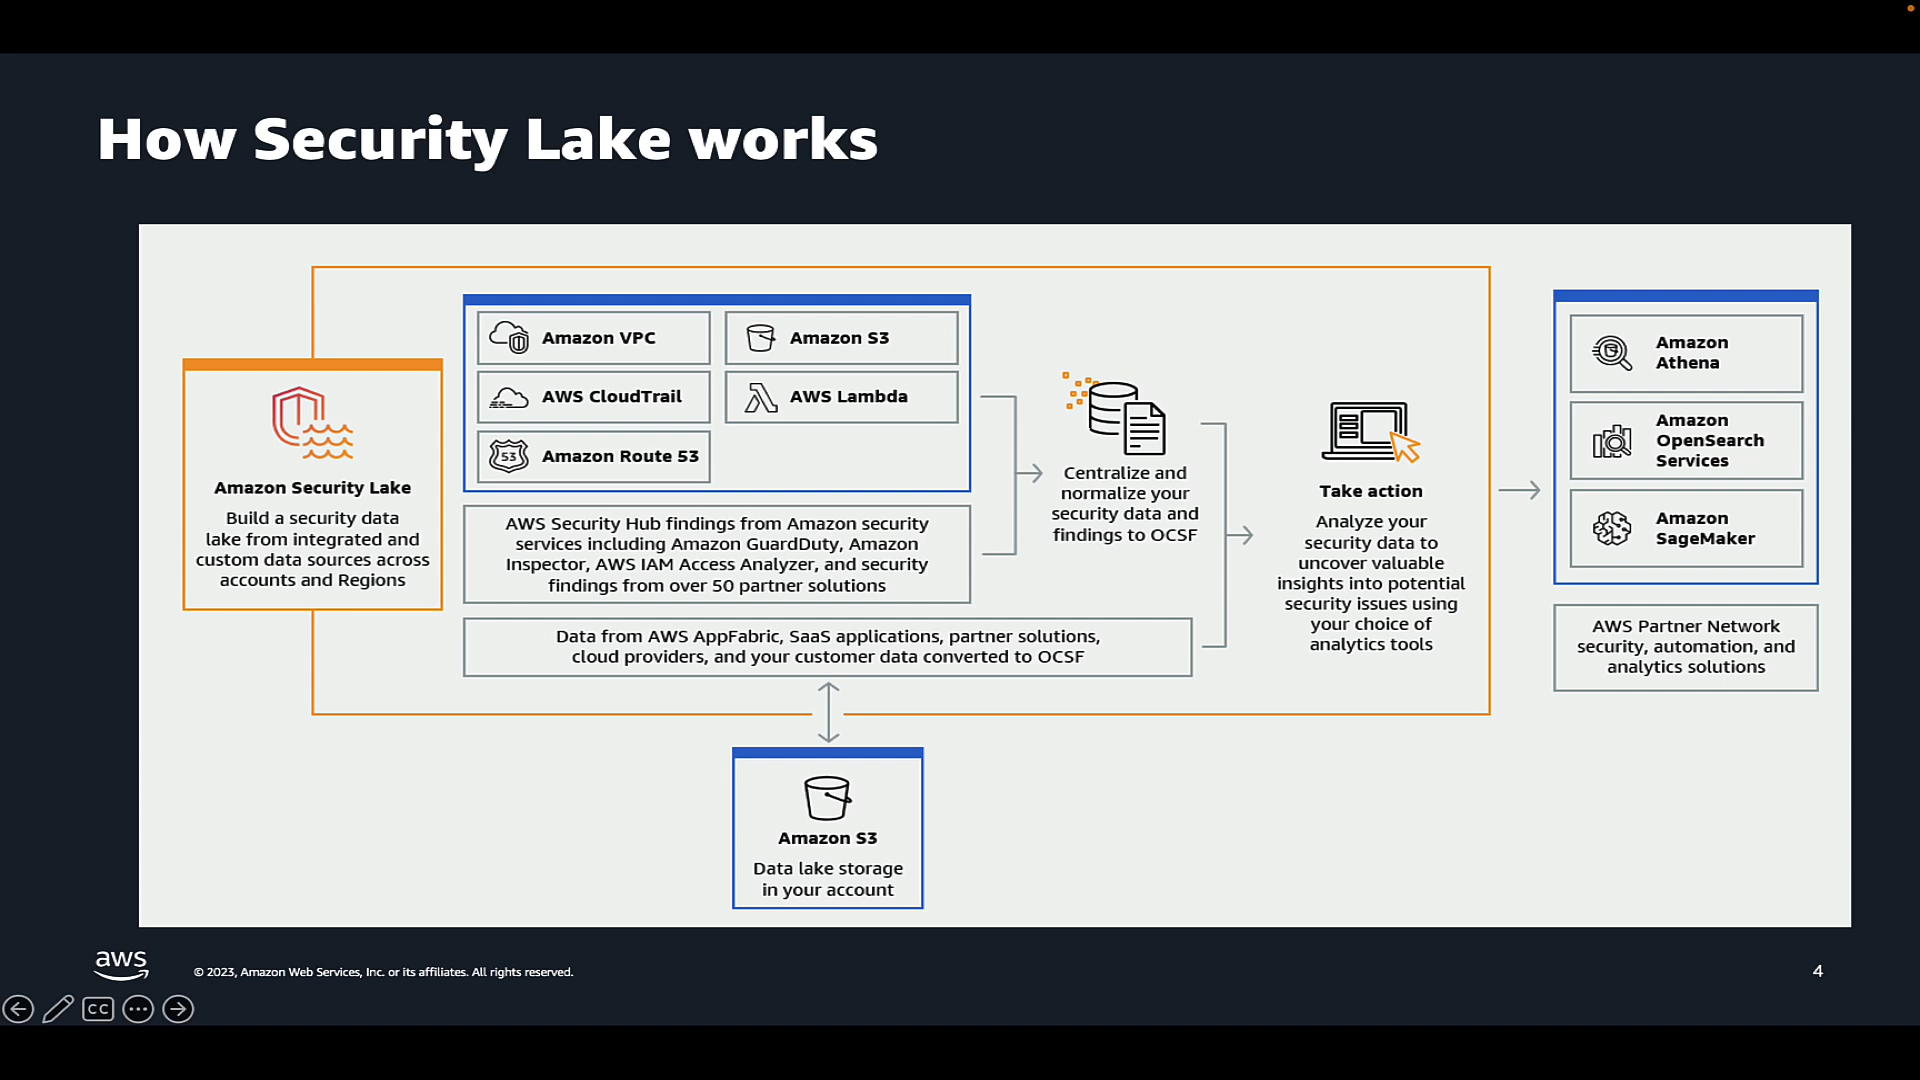 How Security Lake works
Amazon Security Lake
Build a security data
lake from integrated and
custom data sources across
accounts and Regions
Amazon VPC
Amazon S3
AWS CloudTrail
AWS Lambda
53
Amazon Route 53
AWS Security Hub findings from Amazon security
services including Amazon GuardDuty, Amazon
Inspector, AWS IAM Access Analyzer, and security
findings from over 50 partner solutions
Data from AWS AppFabric, SaaS applications, partner solutions,
cloud providers, and your customer data converted to OCSF
Centralize and
normalize your
security data and
findings to OCSF
Take action
Analyze your
security data to
uncover valuable
insights into potential
security issues using
your choice of
analytics tools
Amazon
Athena
Amazon
OpenSearch
Services
Amazon
SageMaker
AWS Partner Network
security, automation, and
analytics solutions
Amazon S3
Data lake storage
in your account
aws
© 2023, Amazon Web Services, Inc. or its affiliates. All rights reserved.
4
CC